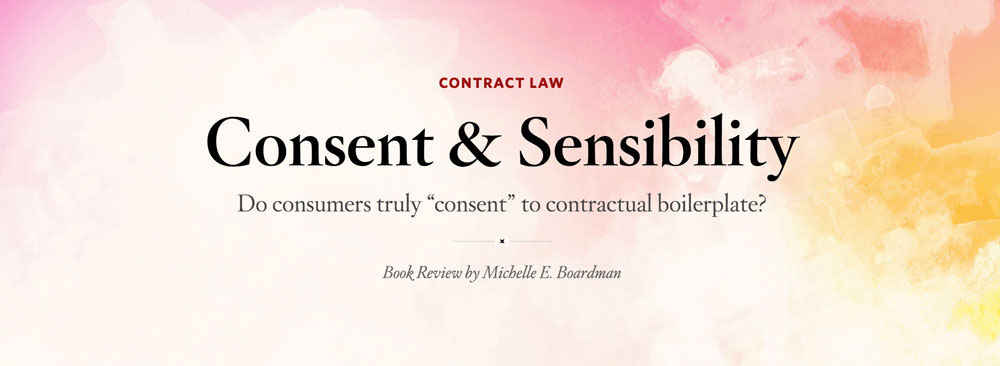 CONTRACT LAW
Consent & Sensibility
Do consumers truly “consent” to contractual boilerplate?
Book Review by Michelle E. Boardman